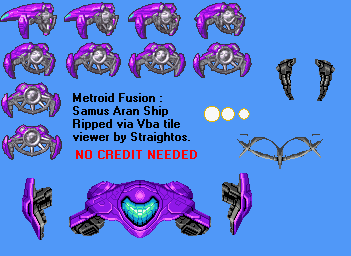 Metroid Fusion :
Samus Aran Ship
Ripped via Vba tile
viewer by Straightos.
NO CREDIT NEEDED